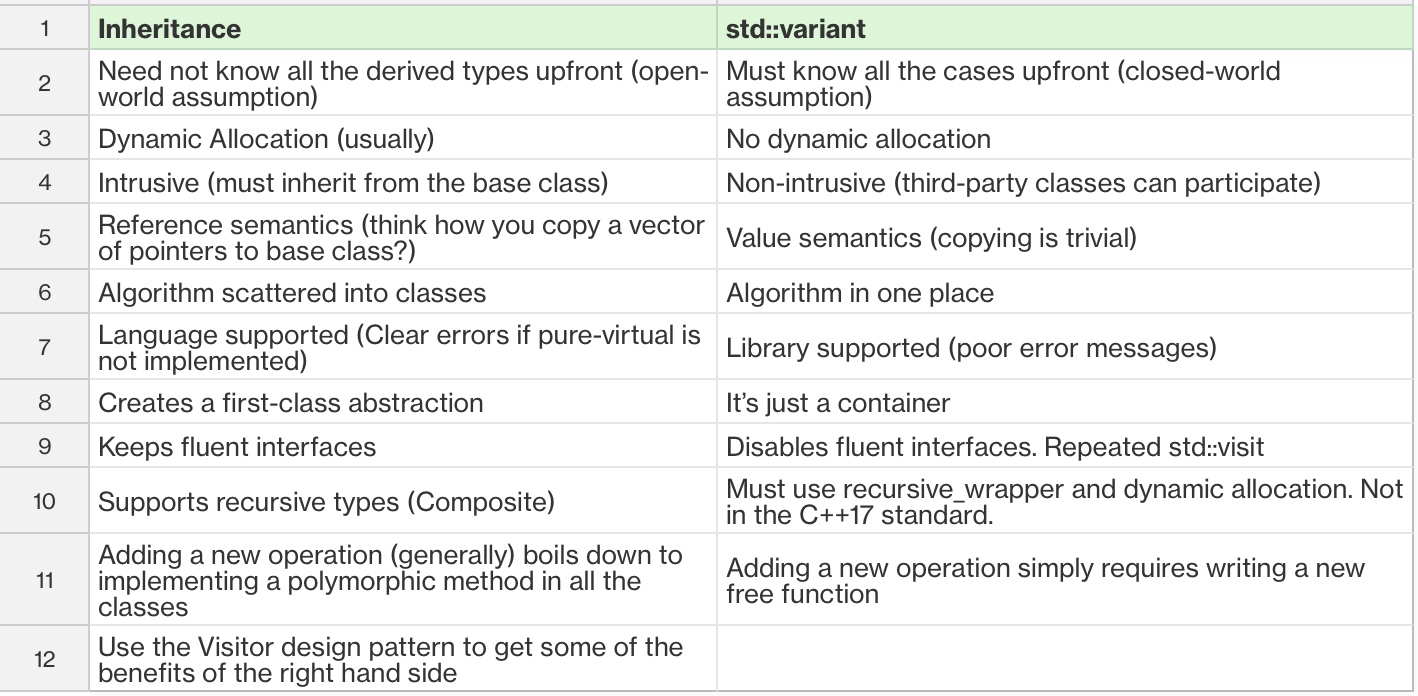 1 Inheritance std::variant
2 Need not know all the derived types upfront (open-
world assumption) Must know all the cases upfront (closed-world
assumption)
3 Dynamic Allocation (usually) No dynamic allocation
4 Intrusive (must inherit from the base class) Non-intrusive (third-party classes can participate)
5 Reference semantics (think how you copy a vector
of pointers to base class?) Value semantics (copying is trivial)
6 Algorithm scattered into classes Algorithm in one place
7 Language supported (Clear errors if pure-virtual is
not implemented) Library supported (poor error messages)
8 Creates a first-class abstraction It’s just a container
9 Keeps fluent interfaces Disables fluent interfaces. Repeated std::visit
10 Supports recursive types (Composite) Must use recursive_wrapper and dynamic allocation. Not
in the C++17 standard.
11 Adding a new operation (generally) boils down to
implementing a polymorphic method in all the
classes Adding a new operation simply requires writing a new
free function
12 Use the Visitor design pattern to get some of the
benefits of the right hand side